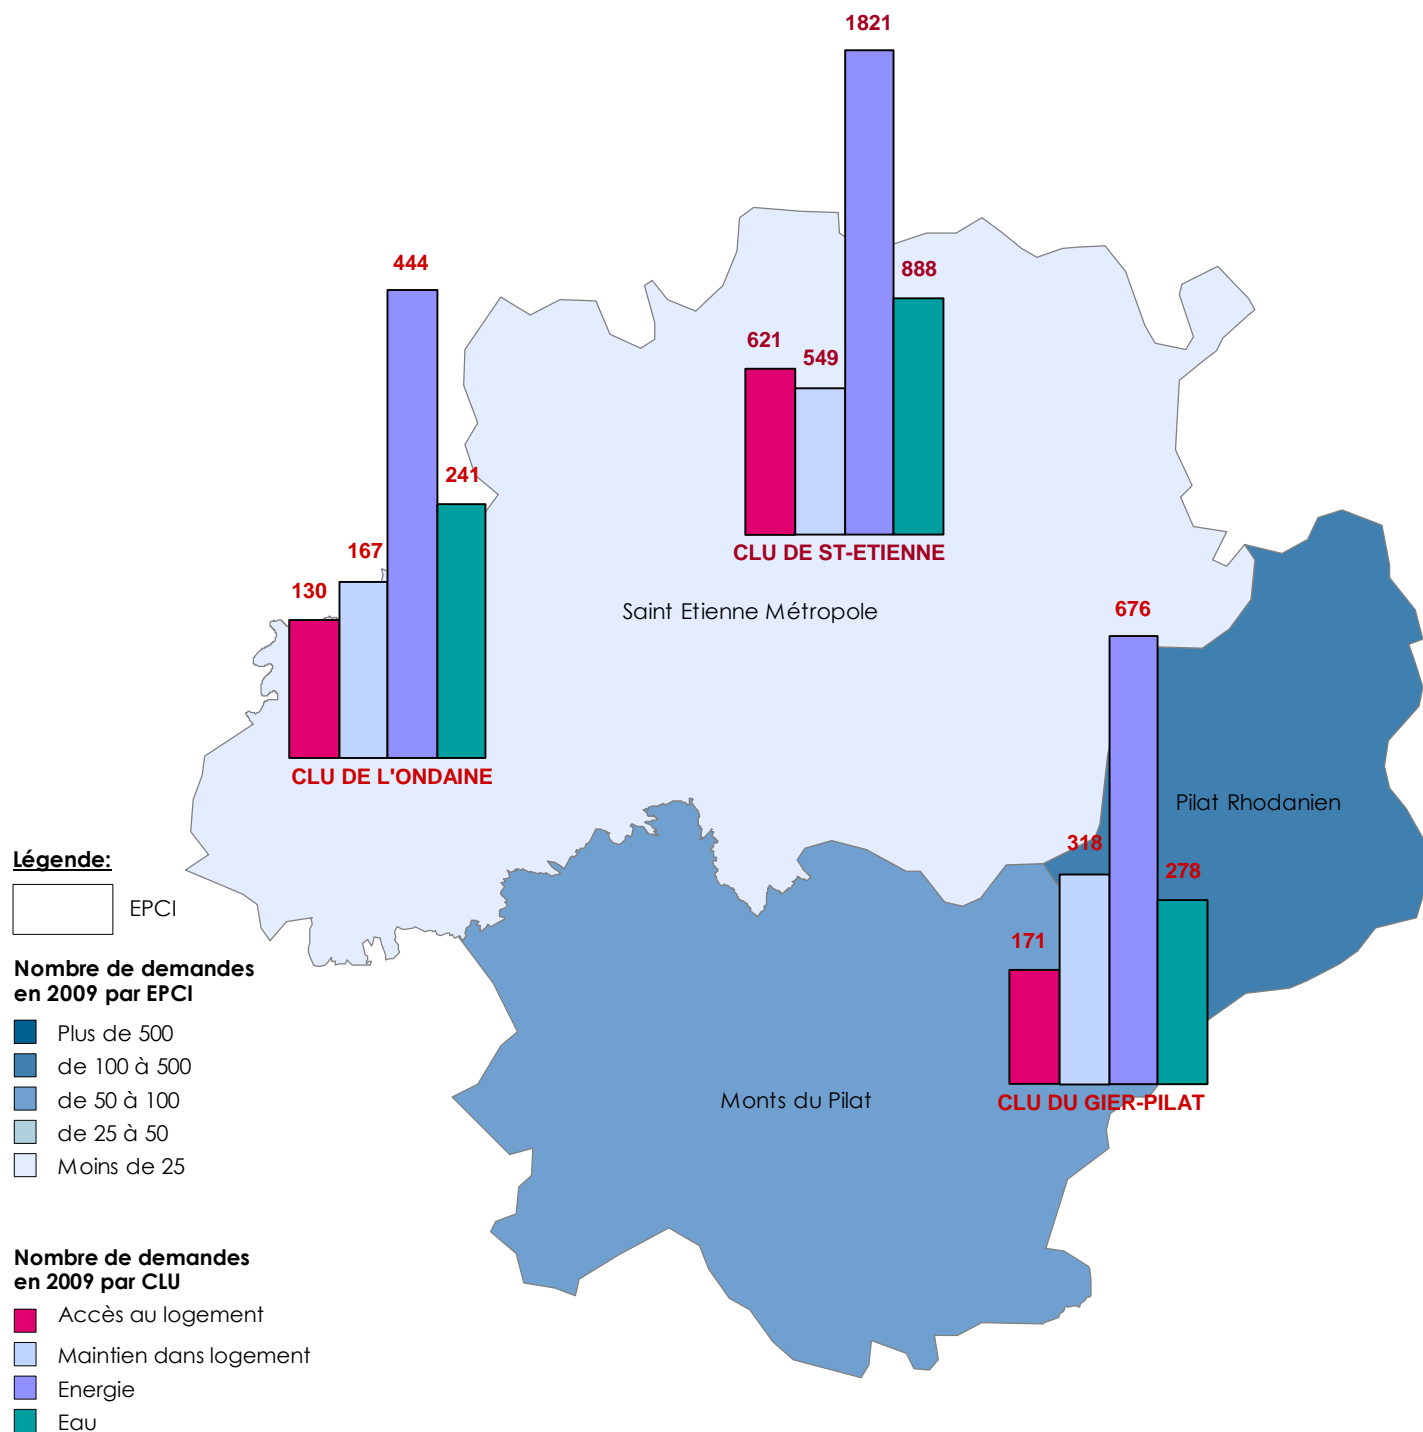 1821
444
888
621
549
241
167
130
CLU DE ST-ETIENNE
Saint Etienne Métropole
676
CLU DE L'ONDAINE
Pilat Rhodanien
318
278
171
Monts du Pilat
CLU DU GIER-PILAT
Légende:
EPCI
Nombre de demandes
en 2009 par EPCI
Plus de 500
de 100 à 500
de 50 à 100
de 25 à 50
Moins de 25
Nombre de demandes
en 2009 par CLU
Accès au logement
Maintien dans logement
Energie
Eau